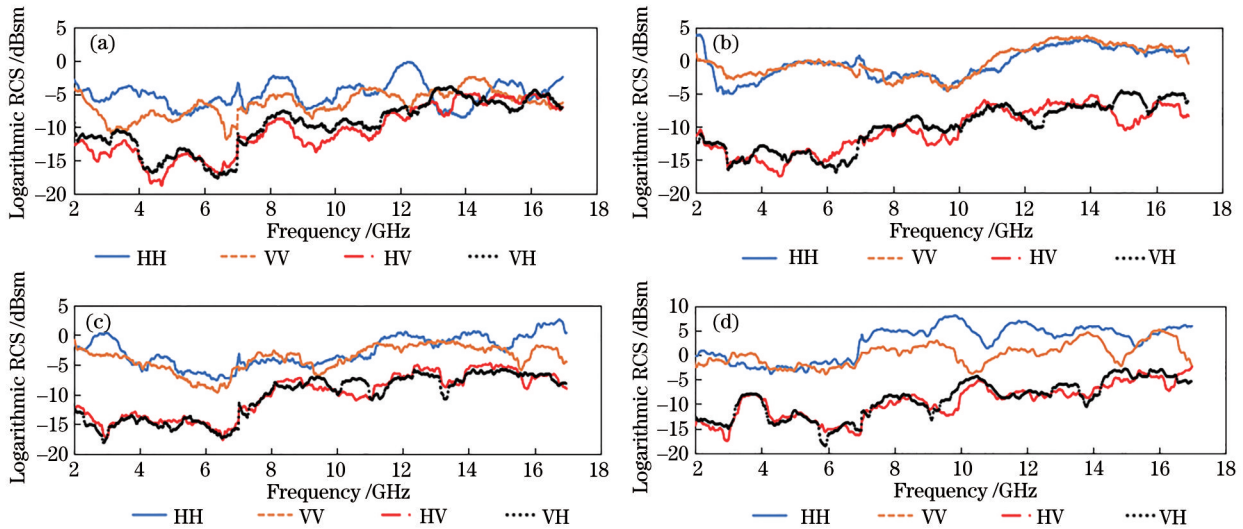 Logarithmic RCS /dBsm
(a)
5
0
−5
−10
−15
−20
2 4 6 8 10 12 14 16 18
Frequency /GHz
HH VV HV VH
Logarithmic RCS /dBsm
(b)
5
0
−5
−10
−15
−20
2 4 6 8 10 12 14 16 18
Frequency /GHz
HH VV HV VH
Logarithmic RCS /dBsm
(c)
5
0
−5
−10
−15
−20
2 4 6 8 10 12 14 16 18
Frequency /GHz
HH VV HV VH
Logarithmic RCS /dBsm
(d)
10
5
0
−5
−10
−15
−20
2 4 6 8 10 12 14 16 18
Frequency /GHz
HH VV HV VH